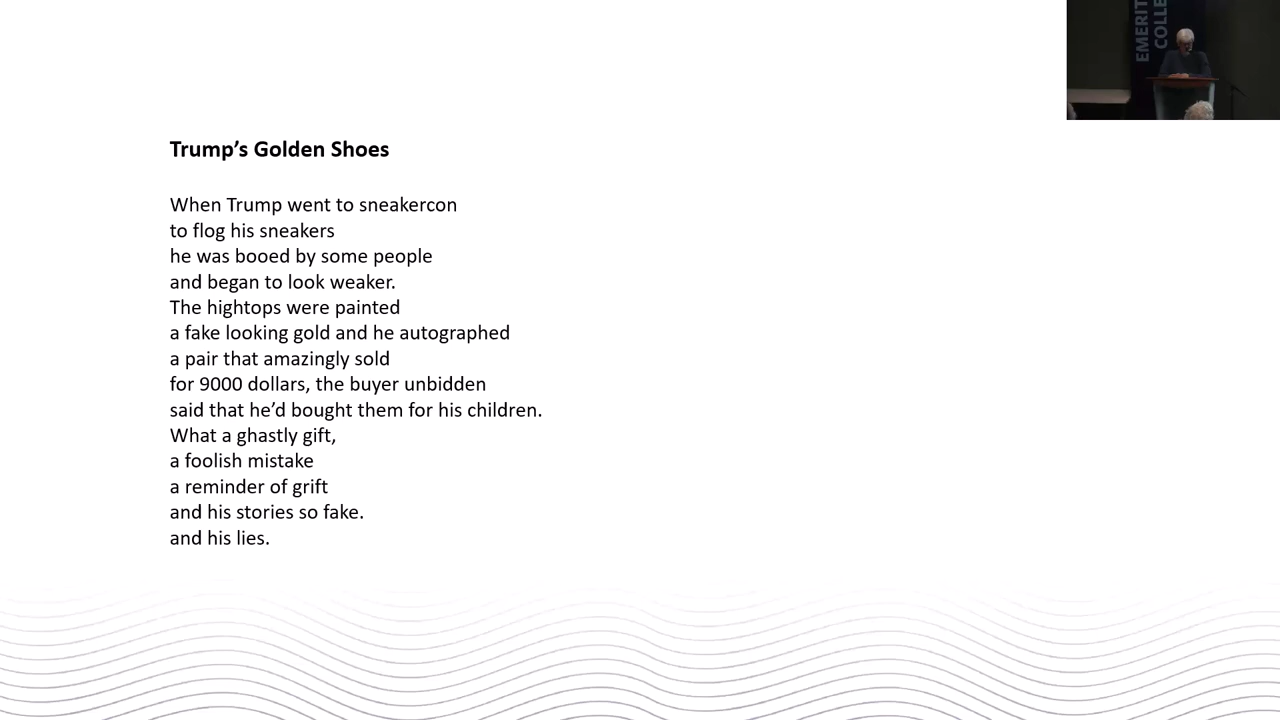 EMERIT
COLLE
Trump’s Golden Shoes
When Trump went to sneakercon
to flog his sneakers
he was booed by some people
and began to look weaker.
The hightops were painted
a fake looking gold and he autographed
a pair that amazingly sold
for 9000 dollars, the buyer unbidden
said that he’d bought them for his children.
What a ghastly gift,
a foolish mistake
a reminder of grift
and his stories so fake.
and his lies.